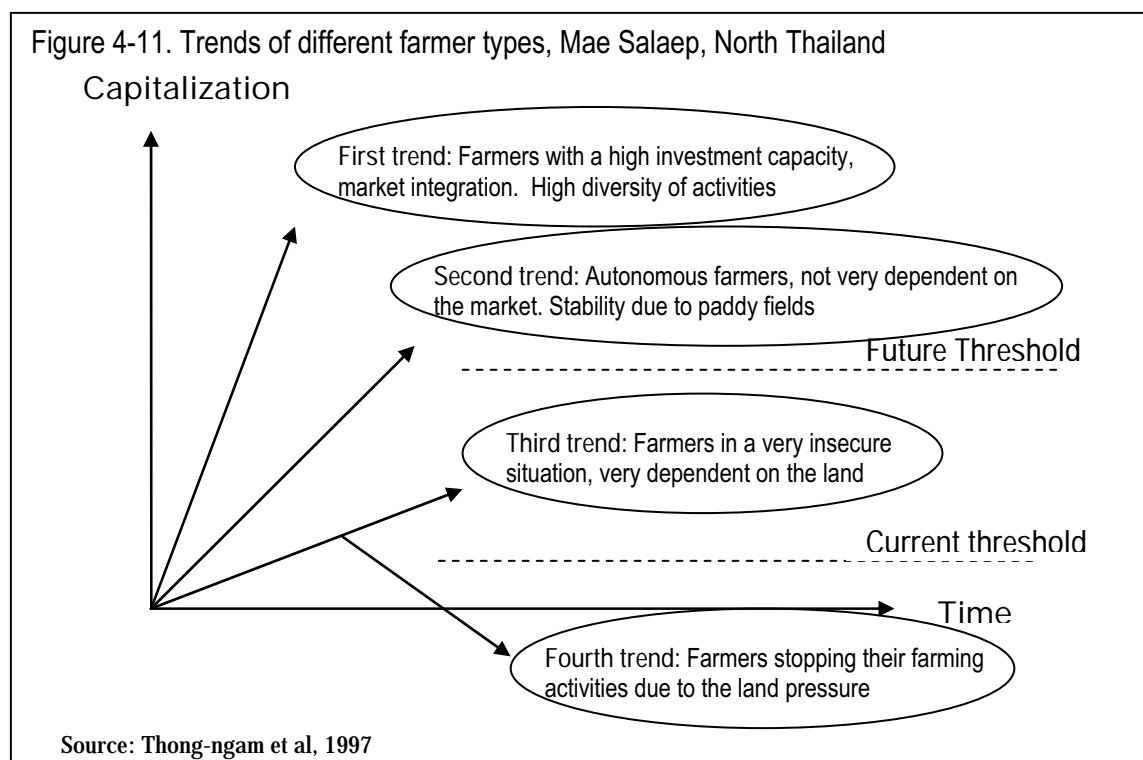 Figure 4-11. Trends of different farmer types, Mae Salaep, North Thailand
Capitalization
First trend: Farmers with a high investment capacity,
market integration.  High diversity of activities
Second trend: Autonomous farmers, not very dependent on
the market. Stability due to paddy fields
Future Threshold
Third trend: Farmers in a very insecure
situation, very dependent on the land
Current threshold
Time
Fourth trend: Farmers stopping their farming
activities due to the land pressure
Source: Thong-ngam et al, 1997